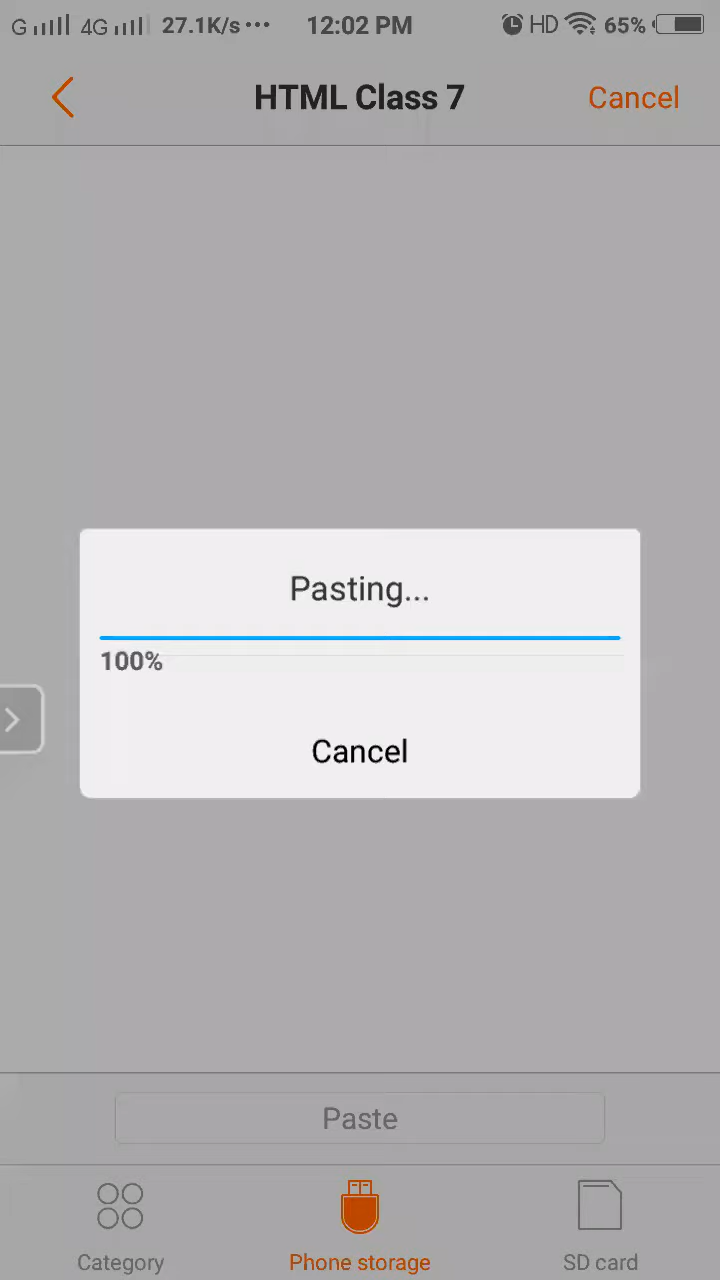 G 4G 27.1K/s... 12:02 PM HD 65%
HTML Class 7 Cancel
Pasting...
100%
Cancel
Paste
Category Phone storage SD card